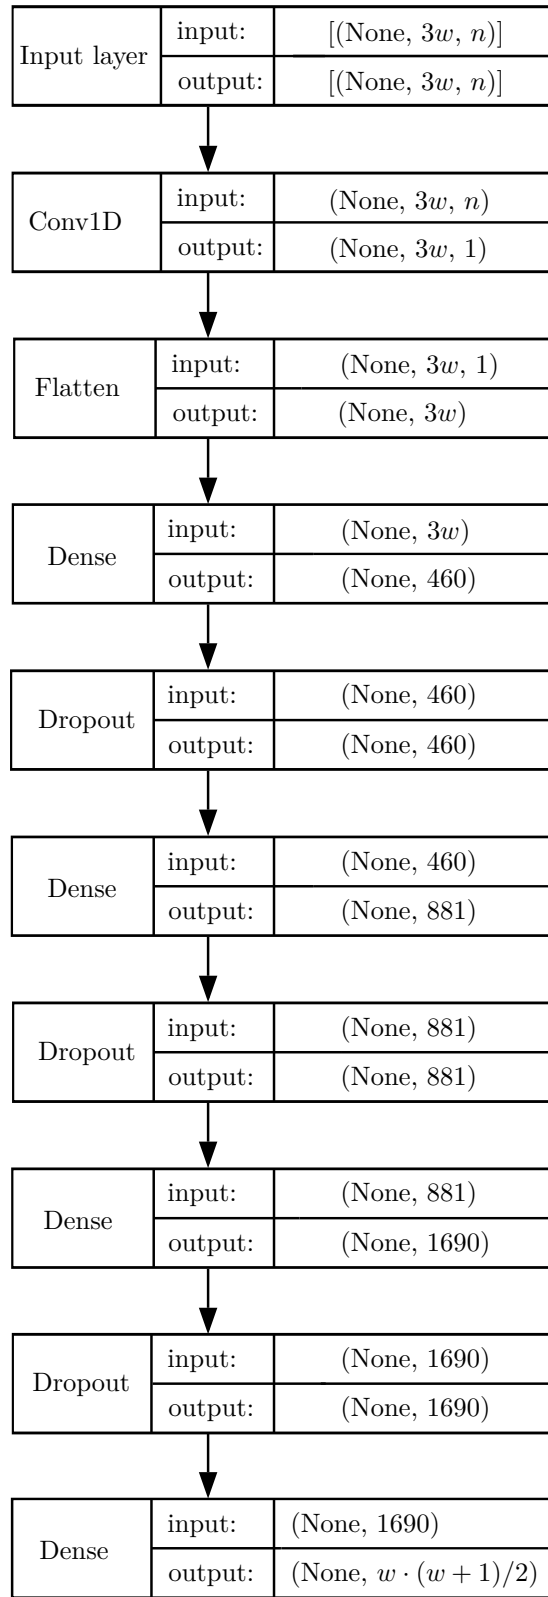 Input layer
input: [(None, 3w, n)]
output: [(None, 3w, n)]
Conv1D
input: (None, 3w, n)
output: (None, 3w, 1)
Flatten
input: (None, 3w, 1)
output: (None, 3w)
Dense
input: (None, 3w)
output: (None, 460)
Dropout
input: (None, 460)
output: (None, 460)
Dense
input: (None, 460)
output: (None, 881)
Dropout
input: (None, 881)
output: (None, 881)
Dense
input: (None, 881)
output: (None, 1690)
Dropout
input: (None, 1690)
output: (None, 1690)
Dense
input: (None, 1690)
output: (None, w · (w + 1)/2)